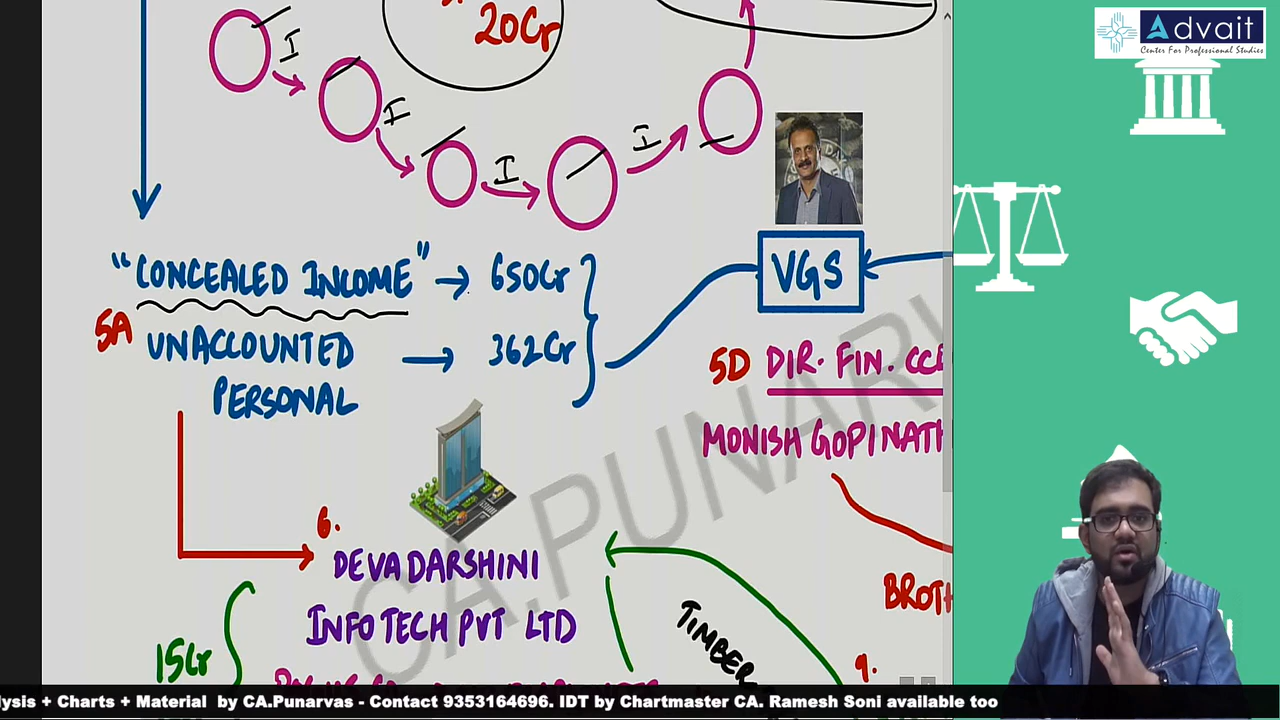 20Cr
Advait
Center For Professional Studies
I
I
I
I
"CONCEALED INCOME" → 650Cr
5A UNACCOUNTED → 362Cr
PERSONAL
VGS
5D DIR. FIN. CCE
MONISH GOPINATH
6.
DEVADARSHINI
INFOTECH PVT LTD
15Cr
TIMBER
BROTH
9.
CA.PUNARV
lysis + Charts + Material by CA.Punarvas - Contact 9353164696. IDT by Chartmaster CA. Ramesh Soni available too